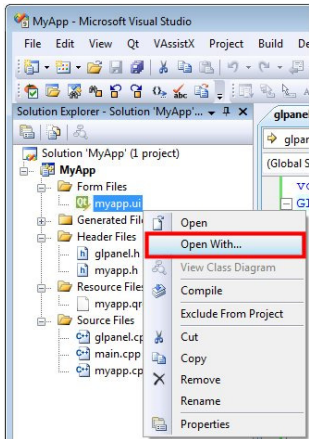 MyApp - Microsoft Visual Studio
File Edit View Qt VAssistX Project Build
Solution Explorer - Solution 'MyApp'...
Solution 'MyApp' (1 project)
MyApp
Form Files
myapp.ui
Generated Fil
Header Files
glpanel.h
myapp.h
Resource Files
myapp.qr
Source Files
glpanel.cp
main.cpp
myapp.cp
Open
Open With...
View Class Diagram
Compile
Exclude From Project
Cut
Copy
Remove
Rename
Properties
glpanel
glpan
(Global S